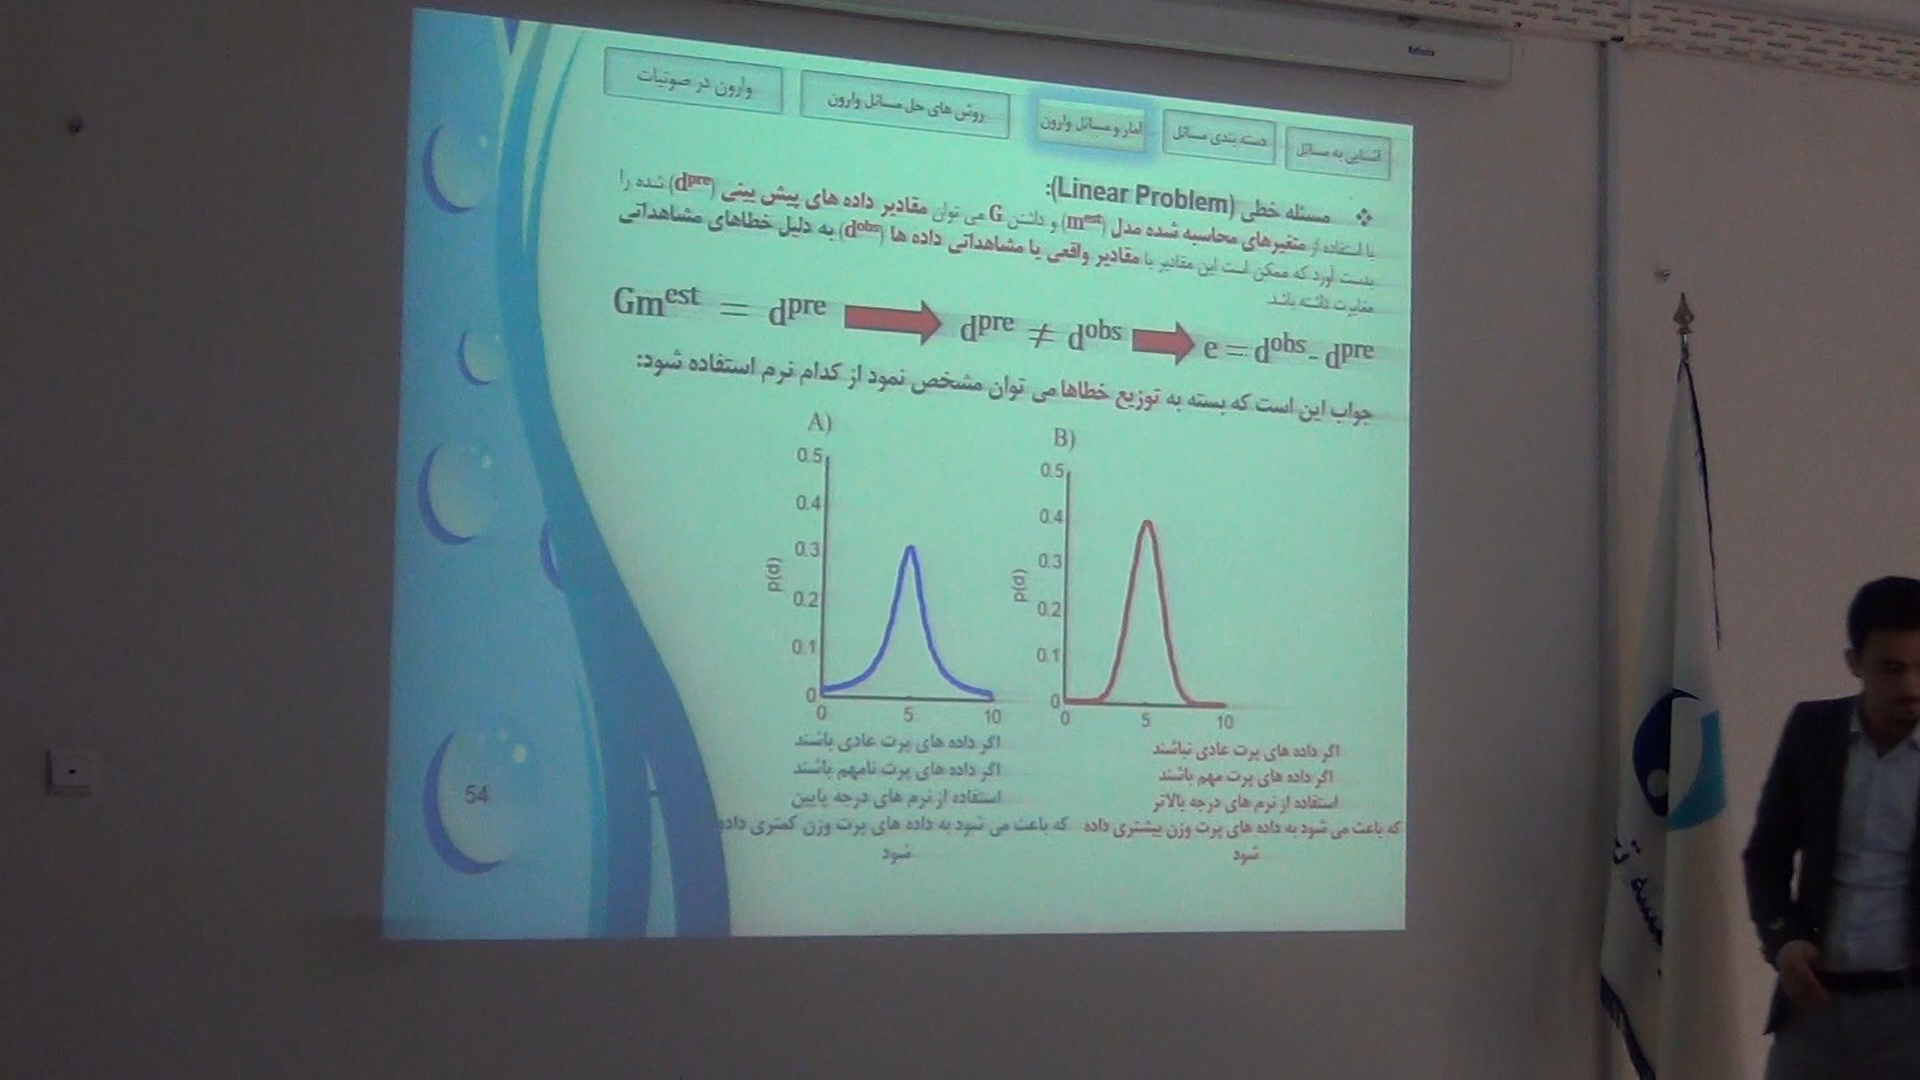 Refecta
آشنایی به مسائل
دسته بندی مسائل
آمار و مسائل وارون
روش های حل مسائل وارون
وارون در صوتیات
❖ مسئله خطی (Linear Problem):
با استفاده از متغیرهای محاسبه شده مدل (mᵉˢᵗ) و داشتن G می توان مقادیر داده های پیش بینی (dᵖʳᵉ) شده را
بدست آورد که ممکن است این مقادیر با مقادیر واقعی یا مشاهداتی داده ها (dᵒᵇˢ) به دلیل خطاهای مشاهداتی
مغایرت داشته باشد.
Gmᵉˢᵗ = dᵖʳᵉ dᵖʳᵉ ≠ dᵒᵇˢ e = dᵒᵇˢ- dᵖʳᵉ
جواب این است که بسته به توزیع خطاها می توان مشخص نمود از کدام نرم استفاده شود:
A)
0.5
0.4
0.3
0.2
0.1
0
p(d)
0 5 10
اگر داده های پرت عادی باشند
اگر داده های پرت نامهم باشند
استفاده از نرم های درجه پایین
که باعث می شود به داده های پرت وزن کمتری داده
شود
B)
0.5
0.4
0.3
0.2
0.1
0
p(d)
0 5 10
اگر داده های پرت عادی نباشند
اگر داده های پرت مهم باشند
استفاده از نرم های درجه بالاتر
که باعث می شود به داده های پرت وزن بیشتری داده
شود
54